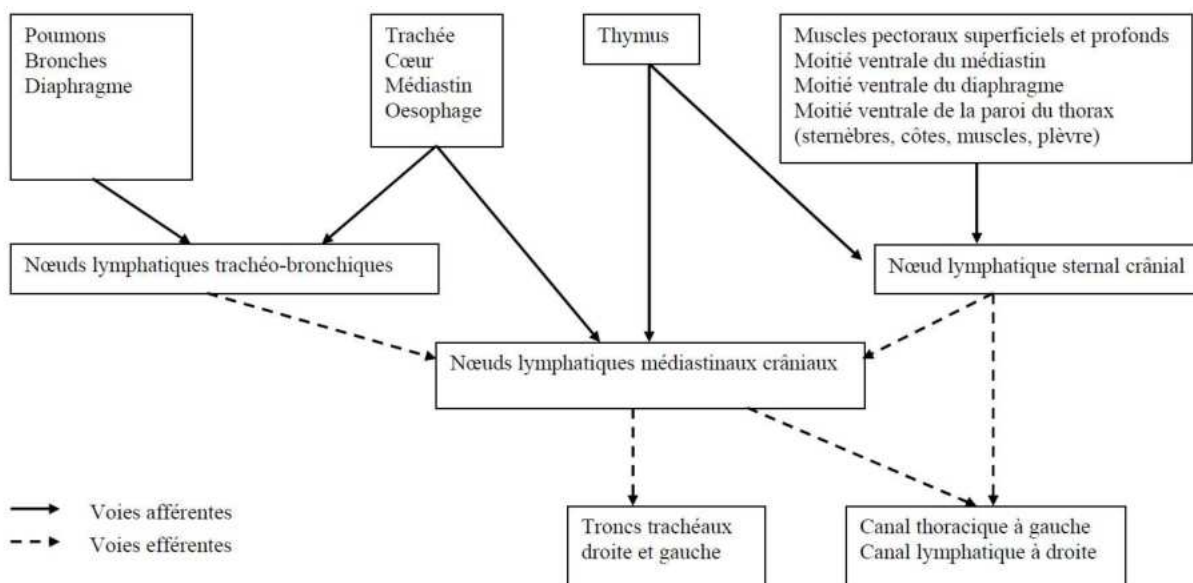 Poumons
Bronches
Diaphragme
Trachée
Cœur
Médiastin
Oesophage
Thymus
Muscles pectoraux superficiels et profonds
Moitié ventrale du médiastin
Moitié ventrale du diaphragme
Moitié ventrale de la paroi du thorax
(sternèbres, côtes, muscles, plèvre)
Nœuds lymphatiques trachéo-bronchiques
Nœud lymphatique sternal crânial
Nœuds lymphatiques médiastinaux crâniaux
Voies afférentes
Voies efférentes
Troncs trachéaux
droite et gauche
Canal thoracique à gauche
Canal lymphatique à droite